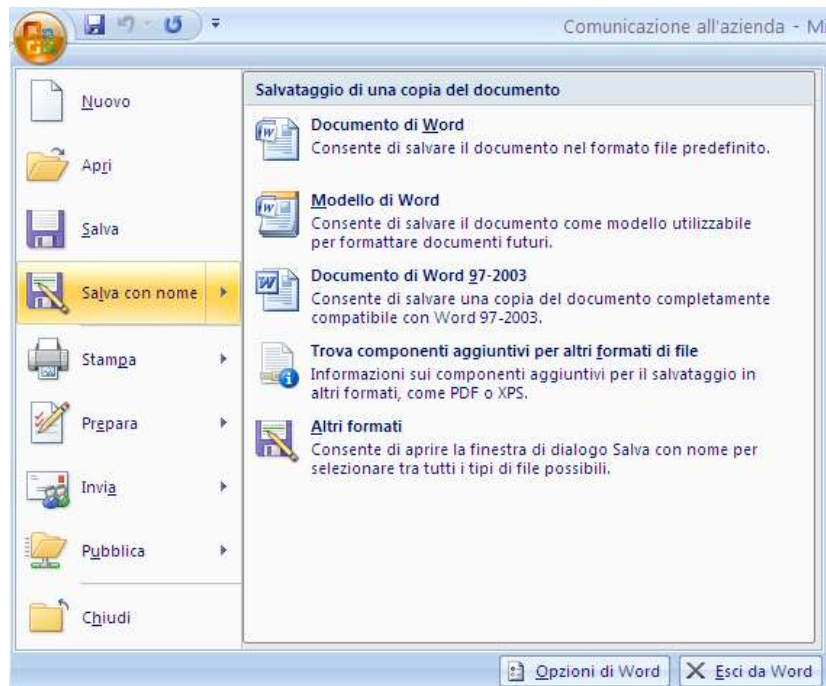 Comunicazione all'azienda - Mi
Nuovo
Apri
Salva
Salva con nome
Stampa
Prepara
Invia
Pubblica
Chiudi
Salvataggio di una copia del documento
Documento di Word
Consente di salvare il documento nel formato file predefinito.
Modello di Word
Consente di salvare il documento come modello utilizzabile
per formattare documenti futuri.
Documento di Word 97-2003
Consente di salvare una copia del documento completamente
compatibile con Word 97-2003.
Trova componenti aggiuntivi per altri formati di file
Informazioni sui componenti aggiuntivi per il salvataggio in
altri formati, come PDF o XPS.
Altri formati
Consente di aprire la finestra di dialogo Salva con nome per
selezionare tra tutti i tipi di file possibili.
Opzioni di Word
Esci da Word